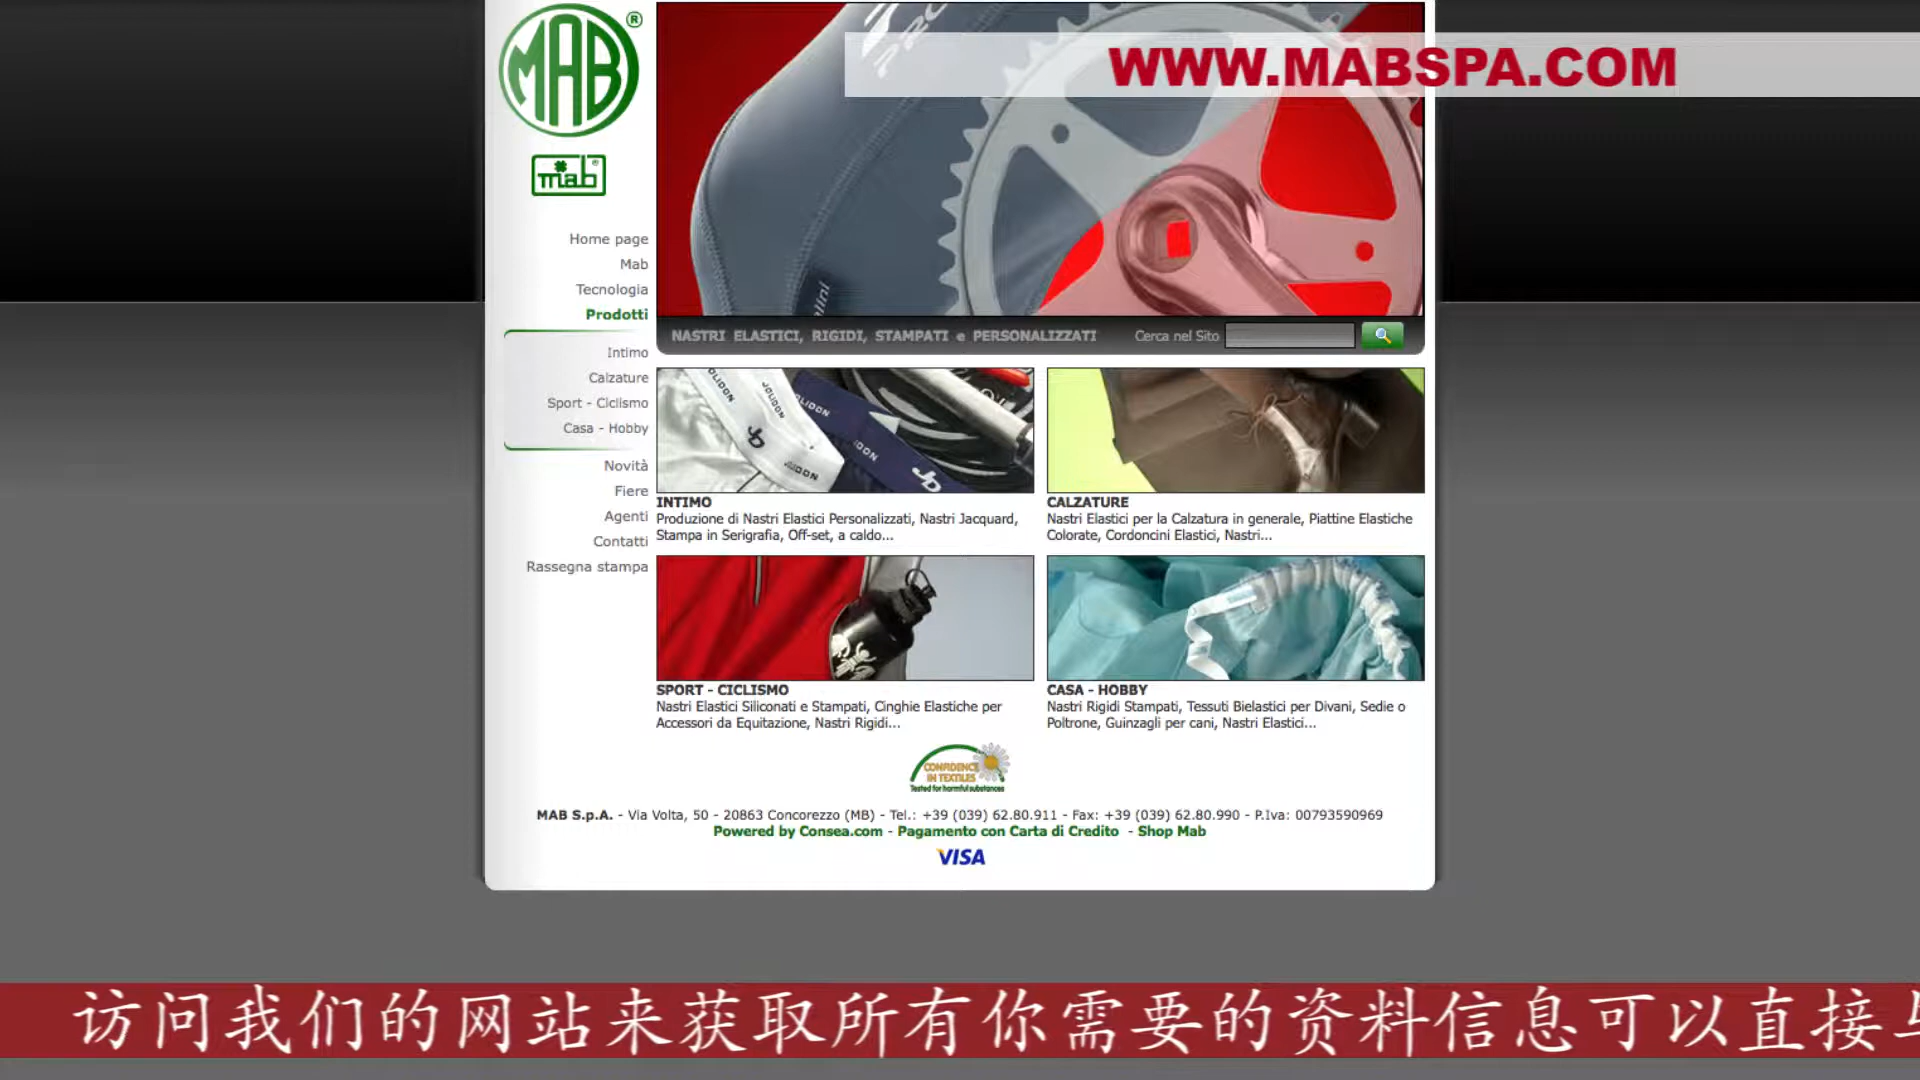 MAB®
WWW.MABSPA.COM
mab®
Home page
Mab
Tecnologia
Prodotti
Intimo
Calzature
Sport - Ciclismo
Casa - Hobby
Novità
Fiere
Agenti
Contatti
Rassegna stampa
NASTRI ELASTICI, RIGIDI, STAMPATI e PERSONALIZZATI
Cerca nel Sito
JOLIDON
JOLIDON
INTIMO
Produzione di Nastri Elastici Personalizzati, Nastri Jacquard,
Stampa in Serigrafia, Off-set, a caldo...
CALZATURE
Nastri Elastici per la Calzatura in generale, Piattine Elastiche
Colorate, Cordoncini Elastici, Nastri...
SPORT - CICLISMO
Nastri Elastici Siliconati e Stampati, Cinghie Elastiche per
Accessori da Equitazione, Nastri Rigidi...
CASA - HOBBY
Nastri Rigidi Stampati, Tessuti Bielastici per Divani, Sedie o
Poltrone, Guinzagli per cani, Nastri Elastici...
CONFIDENCE
IN TEXTILES
Tested for harmful substances
MAB S.p.A. - Via Volta, 50 - 20863 Concorezzo (MB) - Tel.: +39 (039) 62.80.911 - Fax: +39 (039) 62.80.990 - P.Iva: 00793590969
Powered by Consea.com - Pagamento con Carta di Credito - Shop Mab
VISA
访问我们的网站来获取所有你需要的资料信息可以直接